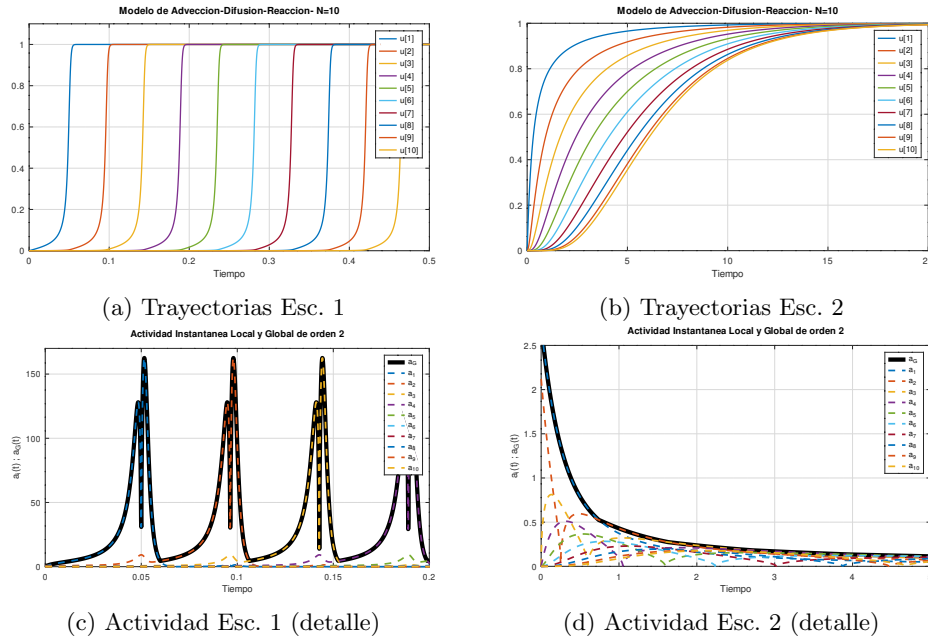 Modelo de Adveccion-Difusion-Reaccion- N=10
1
0.8
0.6
0.4
0.2
0
0
0.1
0.2
0.3
0.4
0.5
Tiempo
u[1]
u[2]
u[3]
u[4]
u[5]
u[6]
u[7]
u[8]
u[9]
u[10]
(a) Trayectorias Esc. 1
Modelo de Adveccion-Difusion-Reaccion- N=10
1
0.8
0.6
0.4
0.2
0
0
5
10
15
20
Tiempo
u[1]
u[2]
u[3]
u[4]
u[5]
u[6]
u[7]
u[8]
u[9]
u[10]
(b) Trayectorias Esc. 2
Actividad Instantanea Local y Global de orden 2
150
100
50
0
0
0.05
0.1
0.15
0.2
a_i(t) ; a_G(t)
Tiempo
a_G
a_1
a_2
a_3
a_4
a_5
a_6
a_7
a_8
a_9
a_10
(c) Actividad Esc. 1 (detalle)
Actividad Instantanea Local y Global de orden 2
2.5
2
1.5
1
0.5
0
0
1
2
3
4
a_i(t) ; a_G(t)
Tiempo
a_G
a_1
a_2
a_3
a_4
a_5
a_6
a_7
a_8
a_9
a_10
(d) Actividad Esc. 2 (detalle)